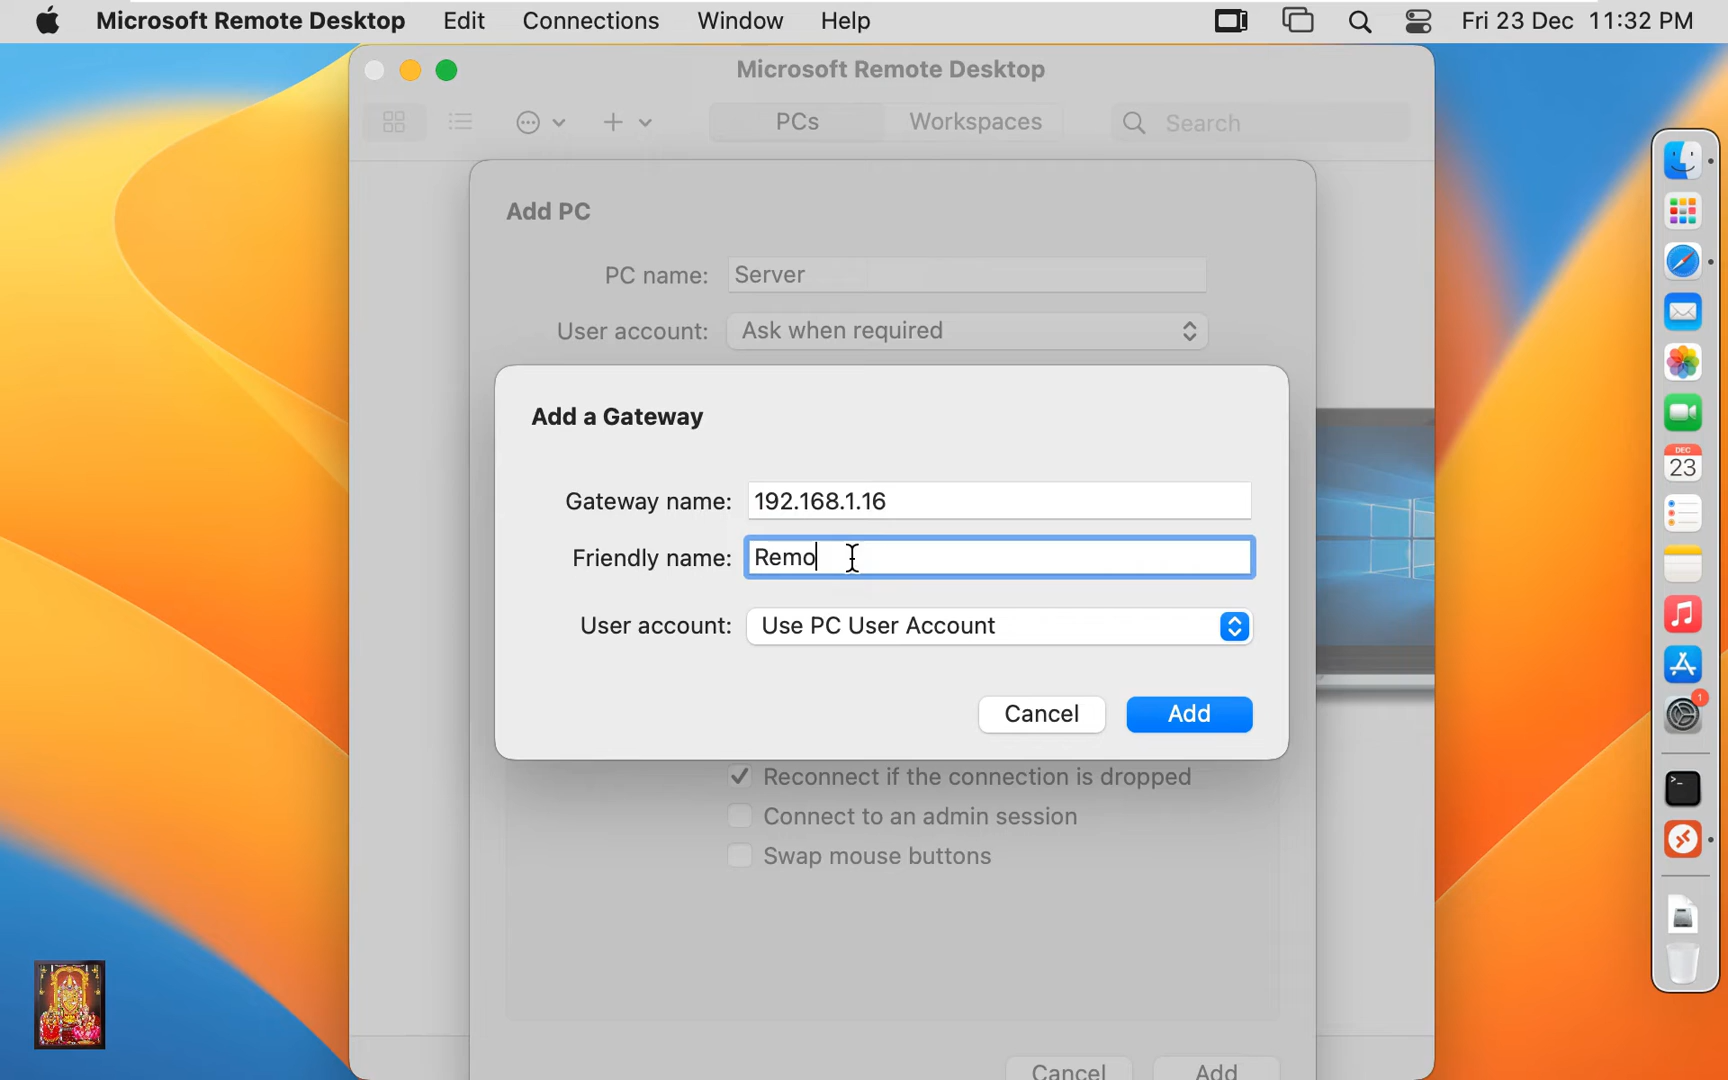 Microsoft Remote Desktop Edit Connections Window Help Fri 23 Dec 11:32 PM
Microsoft Remote Desktop
PCs Workspaces Search
Add PC
PC name: Server
User account: Ask when required
Add a Gateway
Gateway name: 192.168.1.16
Friendly name: Remo
User account: Use PC User Account
Cancel Add
Reconnect if the connection is dropped
Connect to an admin session
Swap mouse buttons
Cancel Add
DEC
23
1